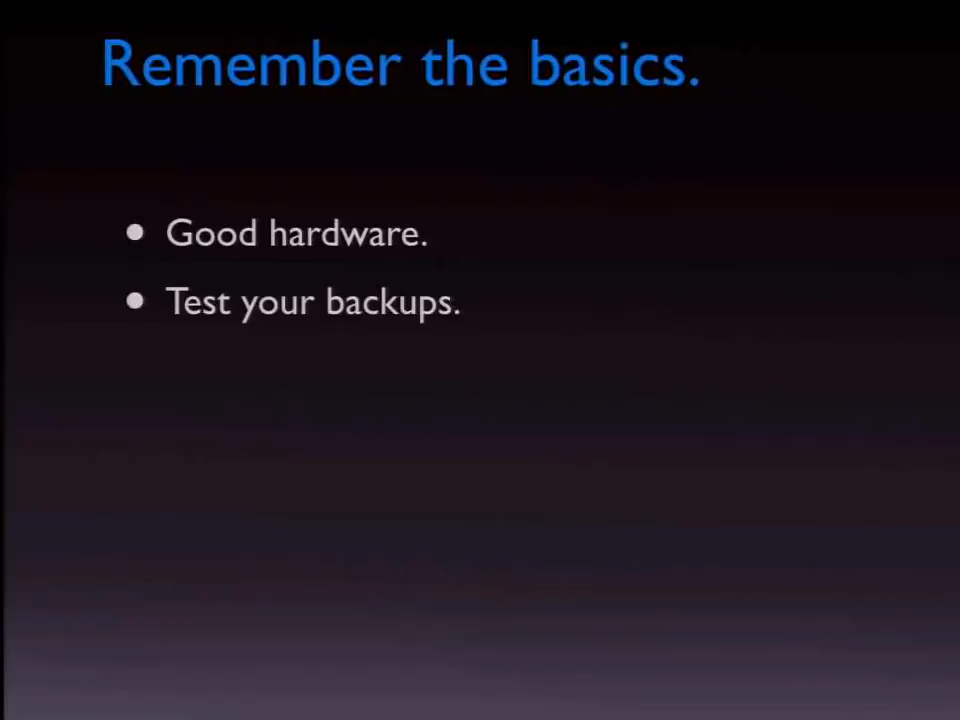 Remember the basics.
• Good hardware.
• Test your backups.